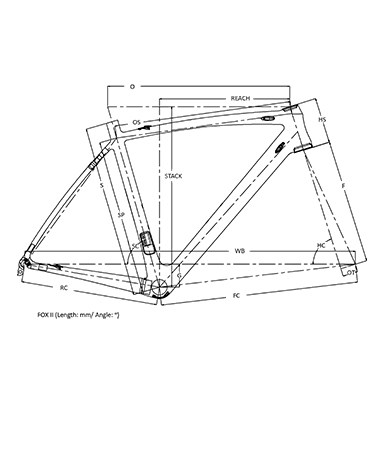 O
REACH
HS
OS
STACK
F
S
SP
SC
HC
WB
G
OT
RC
FC
FOX II (Length: mm/ Angle: °)